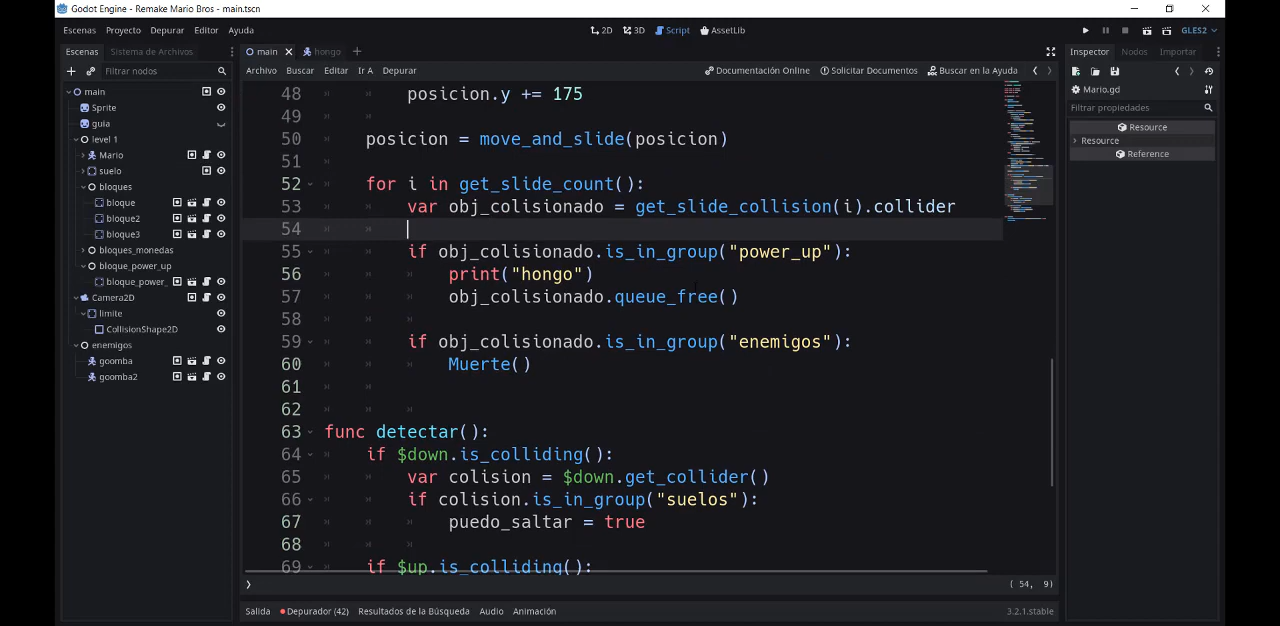 Godot Engine - Remake Mario Bros - main.tscn
Escenas Proyecto Depurar Editor Ayuda 2D 3D Script AssetLib GLES2
Escenas Sistema de Archivos main hongo Inspector Nodos Importar
Filtrar nodos Archivo Buscar Editar Ir A Depurar Documentación Online Solicitar Documentos Buscar en la Ayuda
main
Sprite
guia
level 1
Mario
suelo
bloques
bloque
bloque2
bloque3
bloques_monedas
bloque_power_up
bloque_power_
Camera2D
limite
CollisionShape2D
enemigos
goomba
goomba2
48 posicion.y += 175
49
50 posicion = move_and_slide(posicion)
51
52 for i in get_slide_count():
53 var obj_colisionado = get_slide_collision(i).collider
54
55 if obj_colisionado.is_in_group("power_up"):
56 print("hongo")
57 obj_colisionado.queue_free()
58
59 if obj_colisionado.is_in_group("enemigos"):
60 Muerte()
61
62
63 func detectar():
64 if $down.is_colliding():
65 var colision = $down.get_collider()
66 if colision.is_in_group("suelos"):
67 puedo_saltar = true
68
69 if $up.is_colliding():
( 54, 9)
Mario.gd
Filtrar propiedades
Resource
Resource
Reference
Salida Depurador (42) Resultados de la Búsqueda Audio Animación 3.2.1.stable